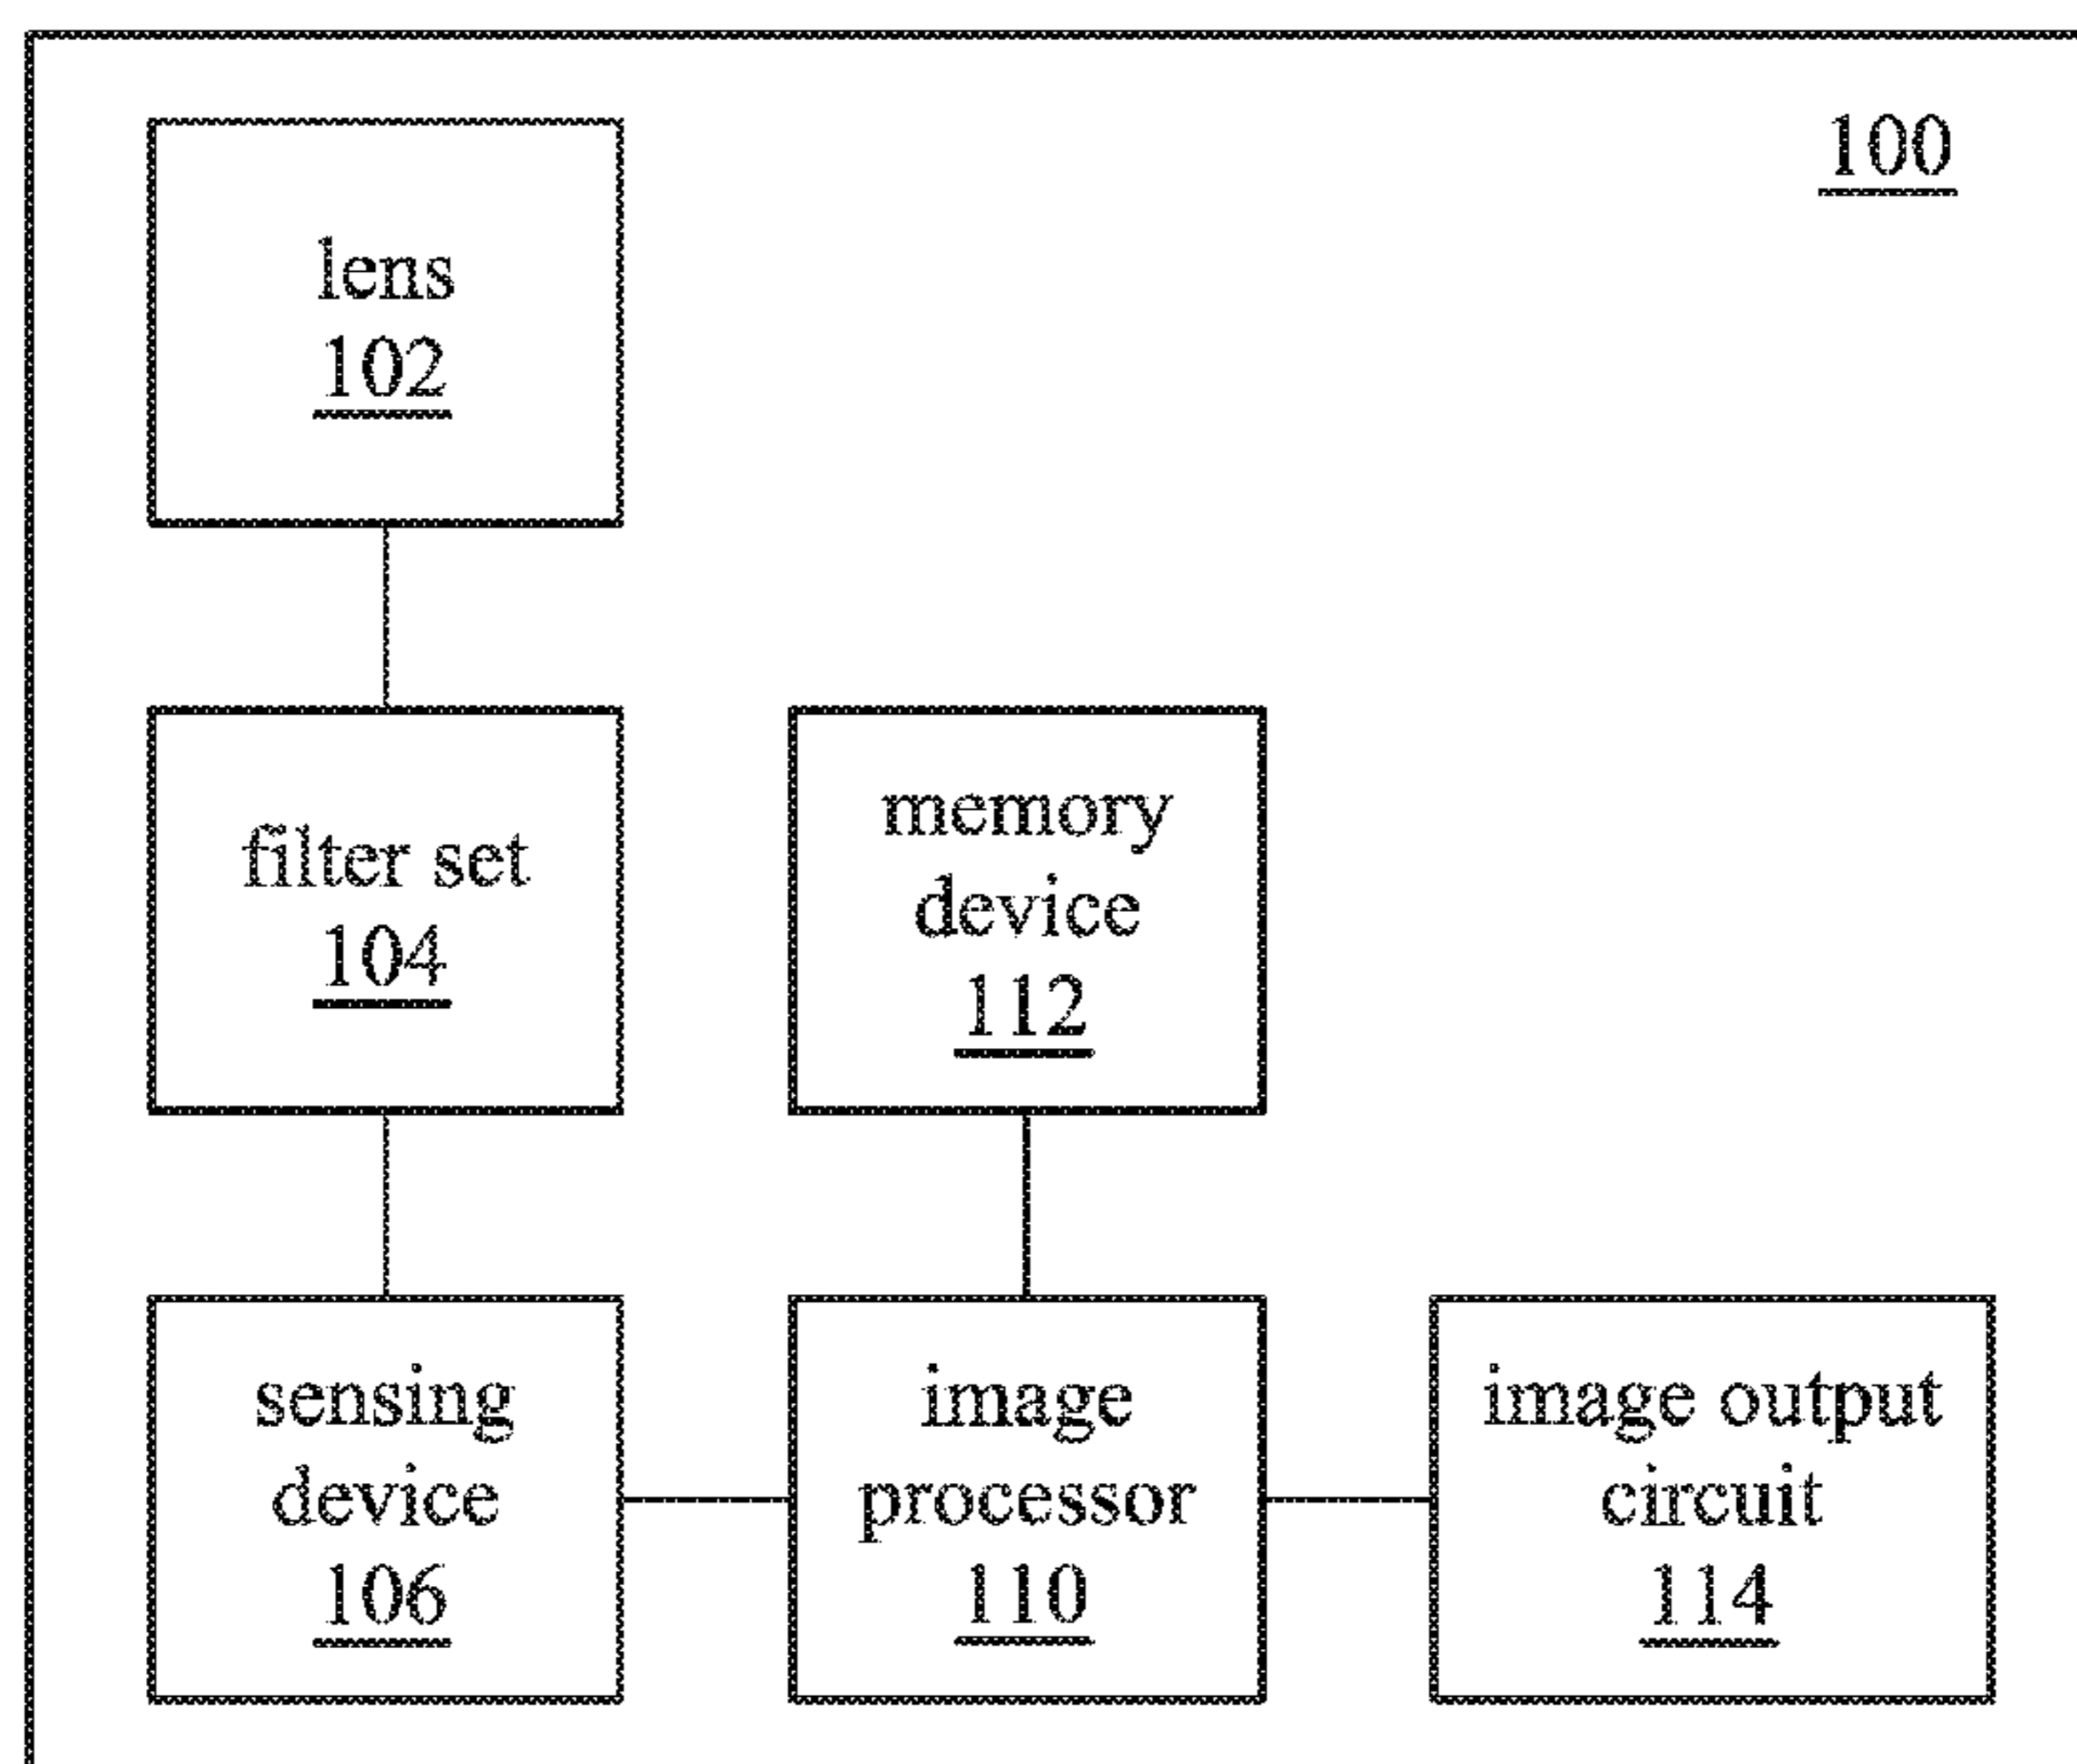 100
lens
102
filter set
104
memory
device
112
sensing
device
106
image
processor
110
image output
circuit
114